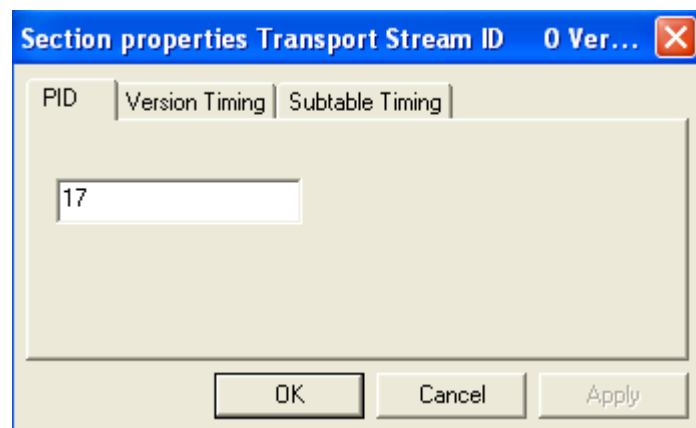 Section properties Transport Stream ID 0 Ver...
PID Version Timing Subtable Timing
17
OK Cancel Apply